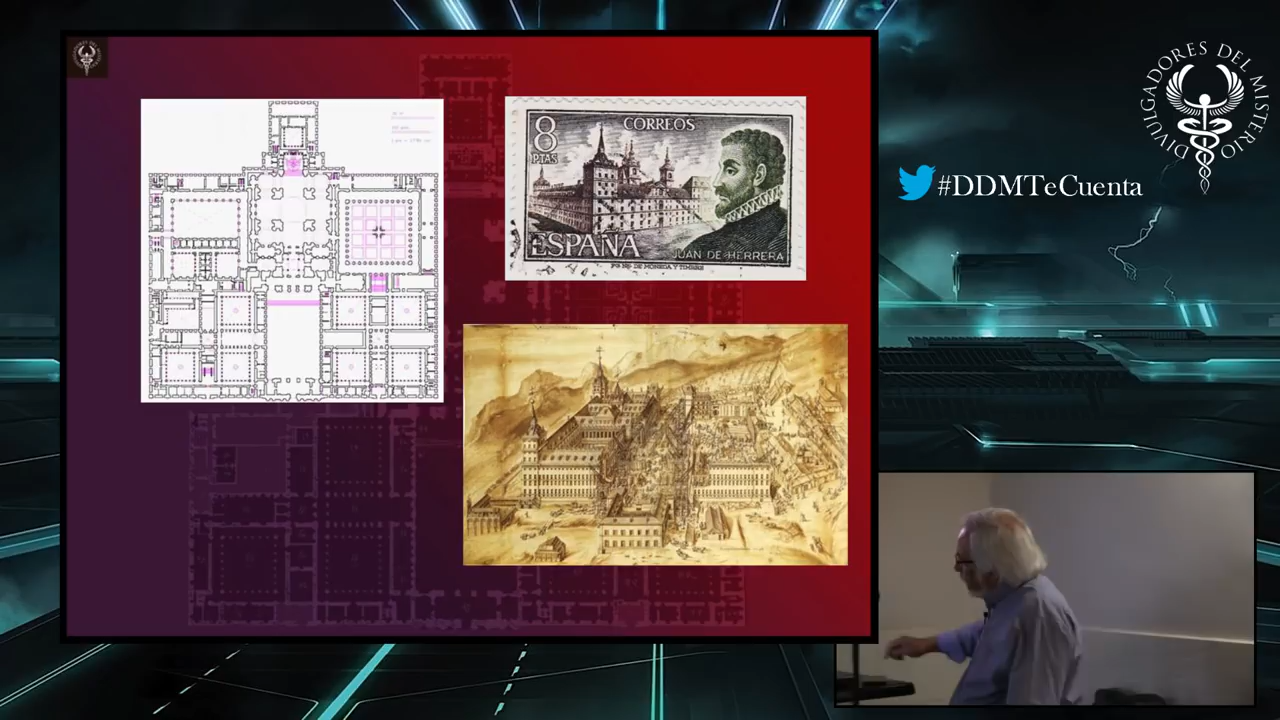 8
PTAS
CORREOS
ESPAÑA
JUAN DE HERRERA
#DDMTeCuenta
DIVULGADORES DEL MISTERIO